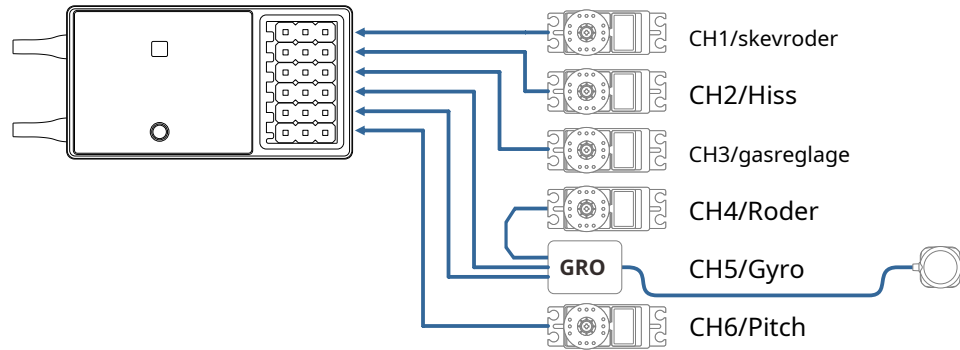 CH1/skevroder
CH2/Hiss
CH3/gasreglage
CH4/Roder
GRO
CH5/Gyro
CH6/Pitch